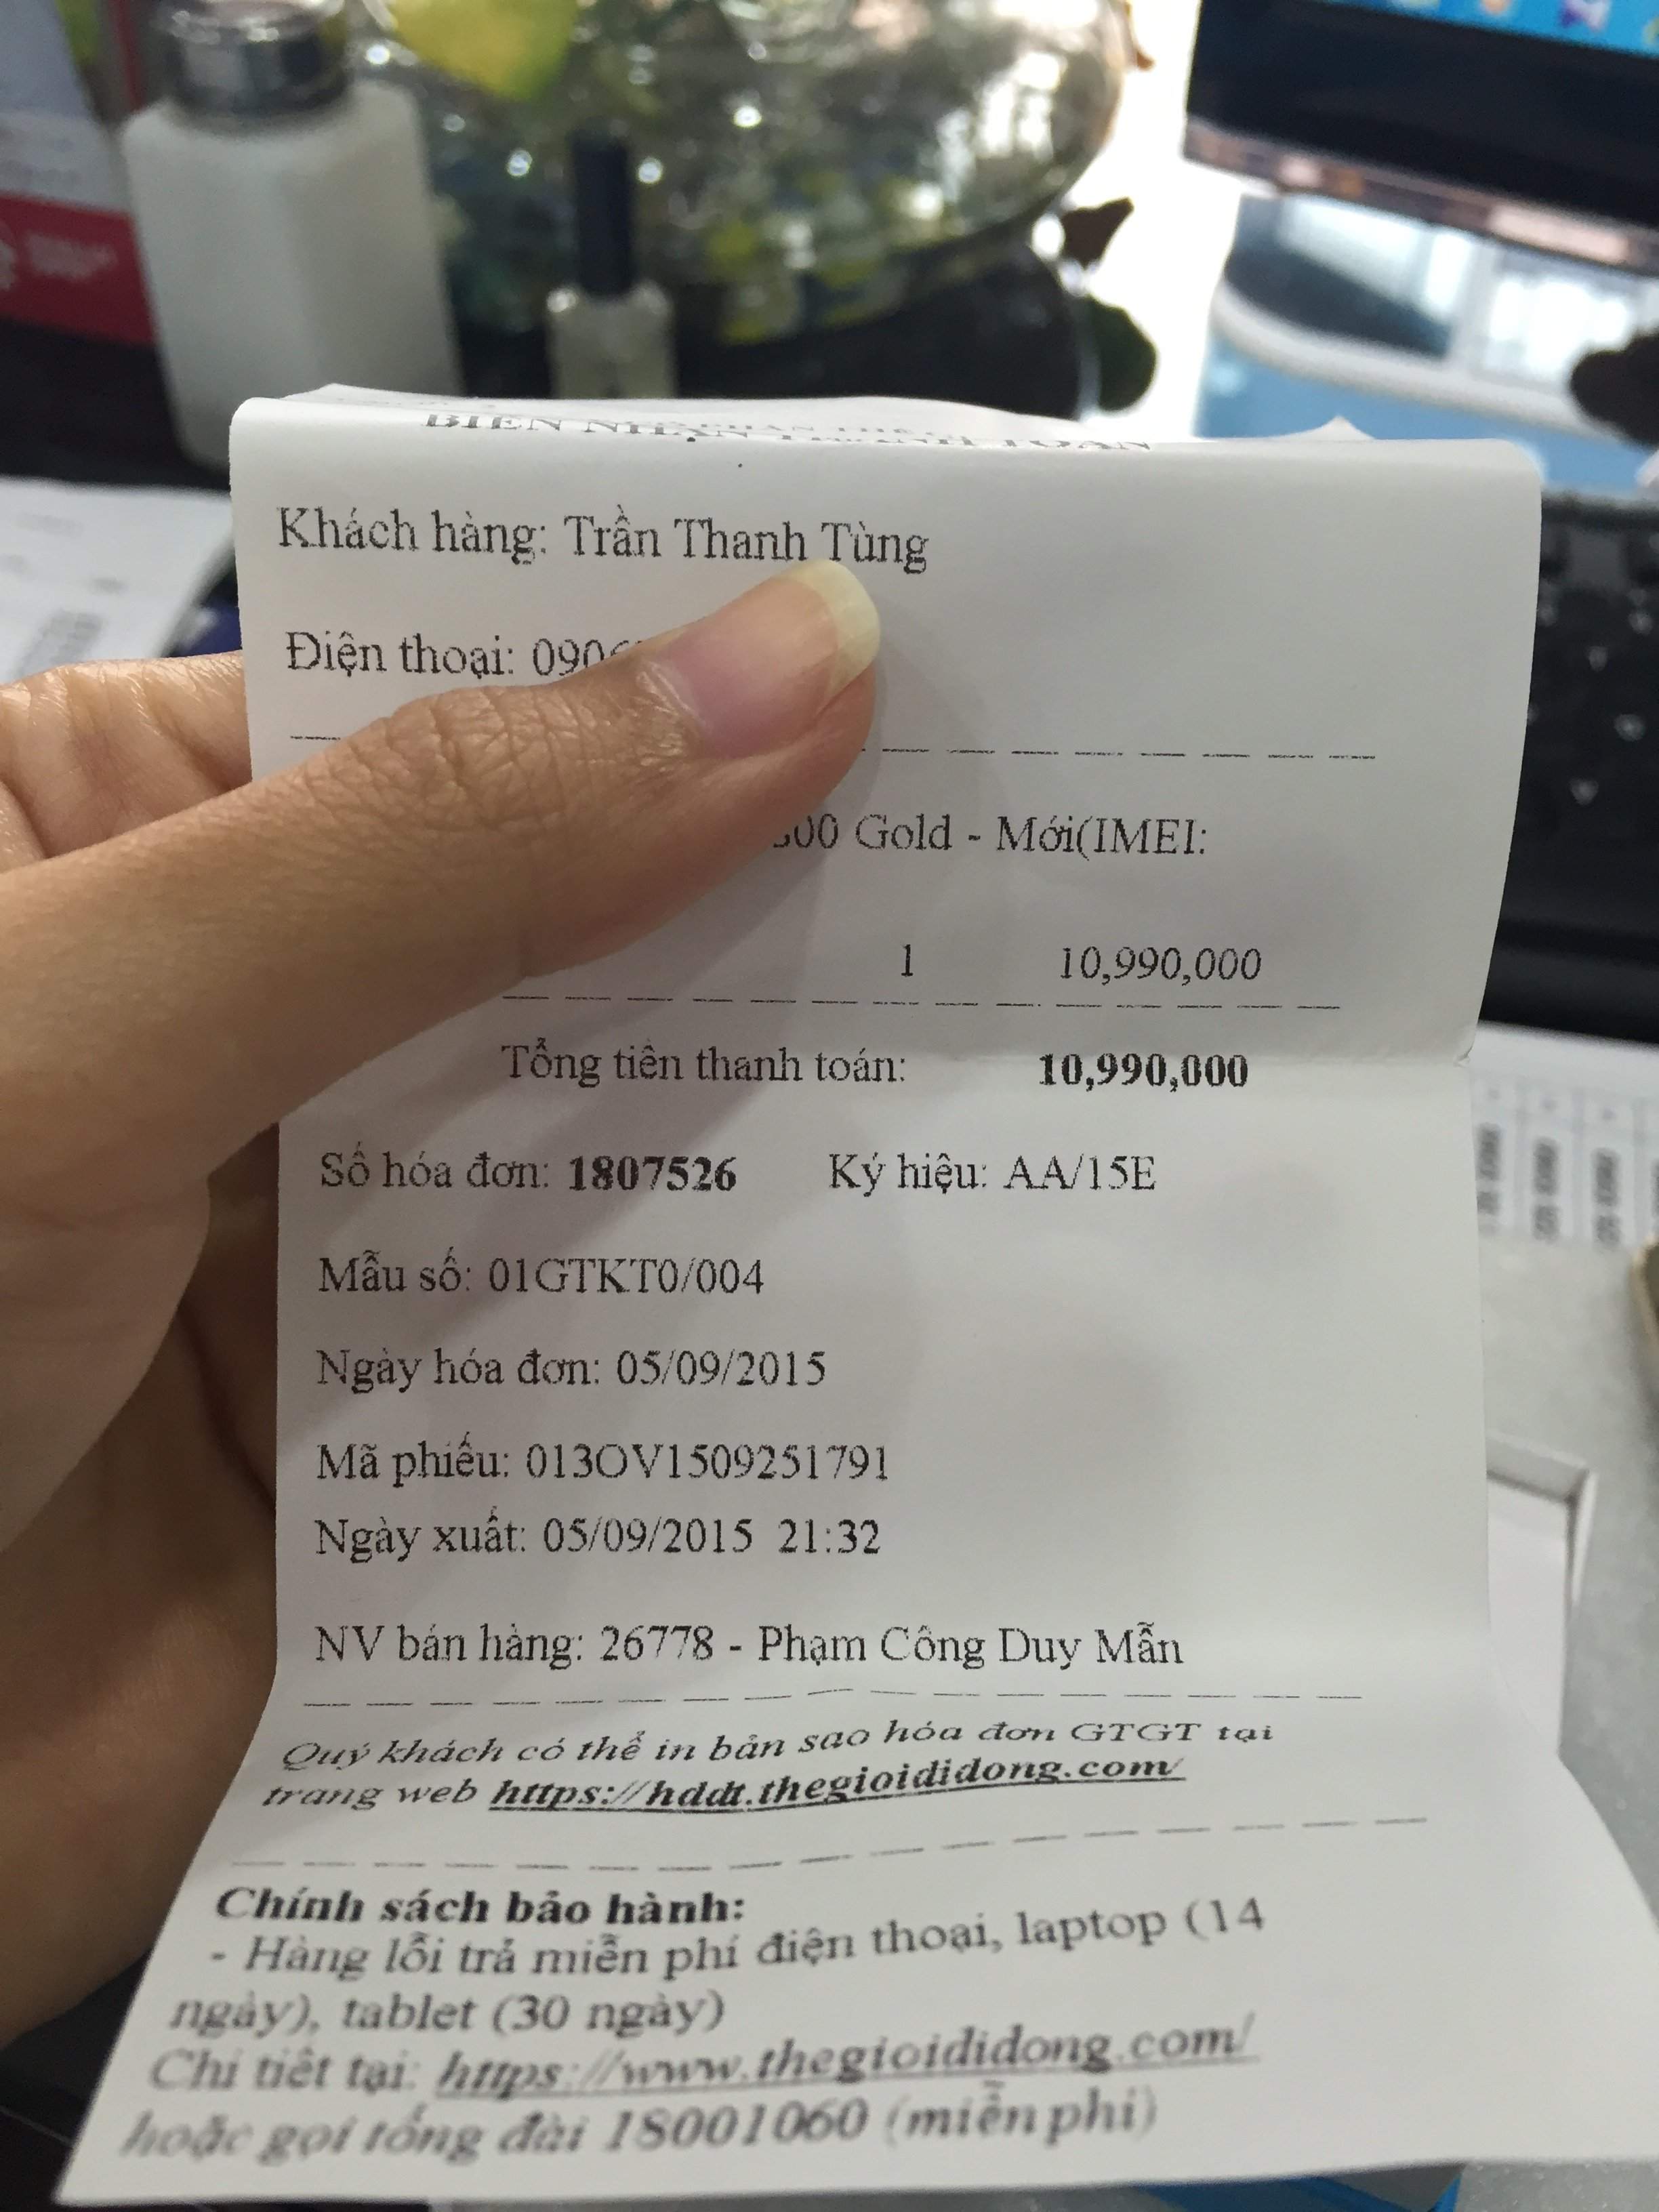 BIÊN NHẬN THANH TOÁN
Khách hàng: Trần Thanh Tùng
Điện thoại: 090
00 Gold - Mới(IMEI:
1 10,990,000
Tổng tiền thanh toán: 10,990,000
Số hóa đơn: 1807526 Ký hiệu: AA/15E
Mẫu số: 01GTKT0/004
Ngày hóa đơn: 05/09/2015
Mã phiếu: 013OV1509251791
Ngày xuất: 05/09/2015 21:32
NV bán hàng: 26778 - Phạm Công Duy Mẫn
Quý khách có thể in bản sao hóa đơn GTGT tại
trang web https://hddt.thegioididong.com/
Chính sách bảo hành:
- Hàng lỗi trả miễn phí điện thoại, laptop (14
ngày), tablet (30 ngày)
Chi tiết tại: https://www.thegioididong.com/
hoặc gọi tổng đài 18001060 (miễn phí)